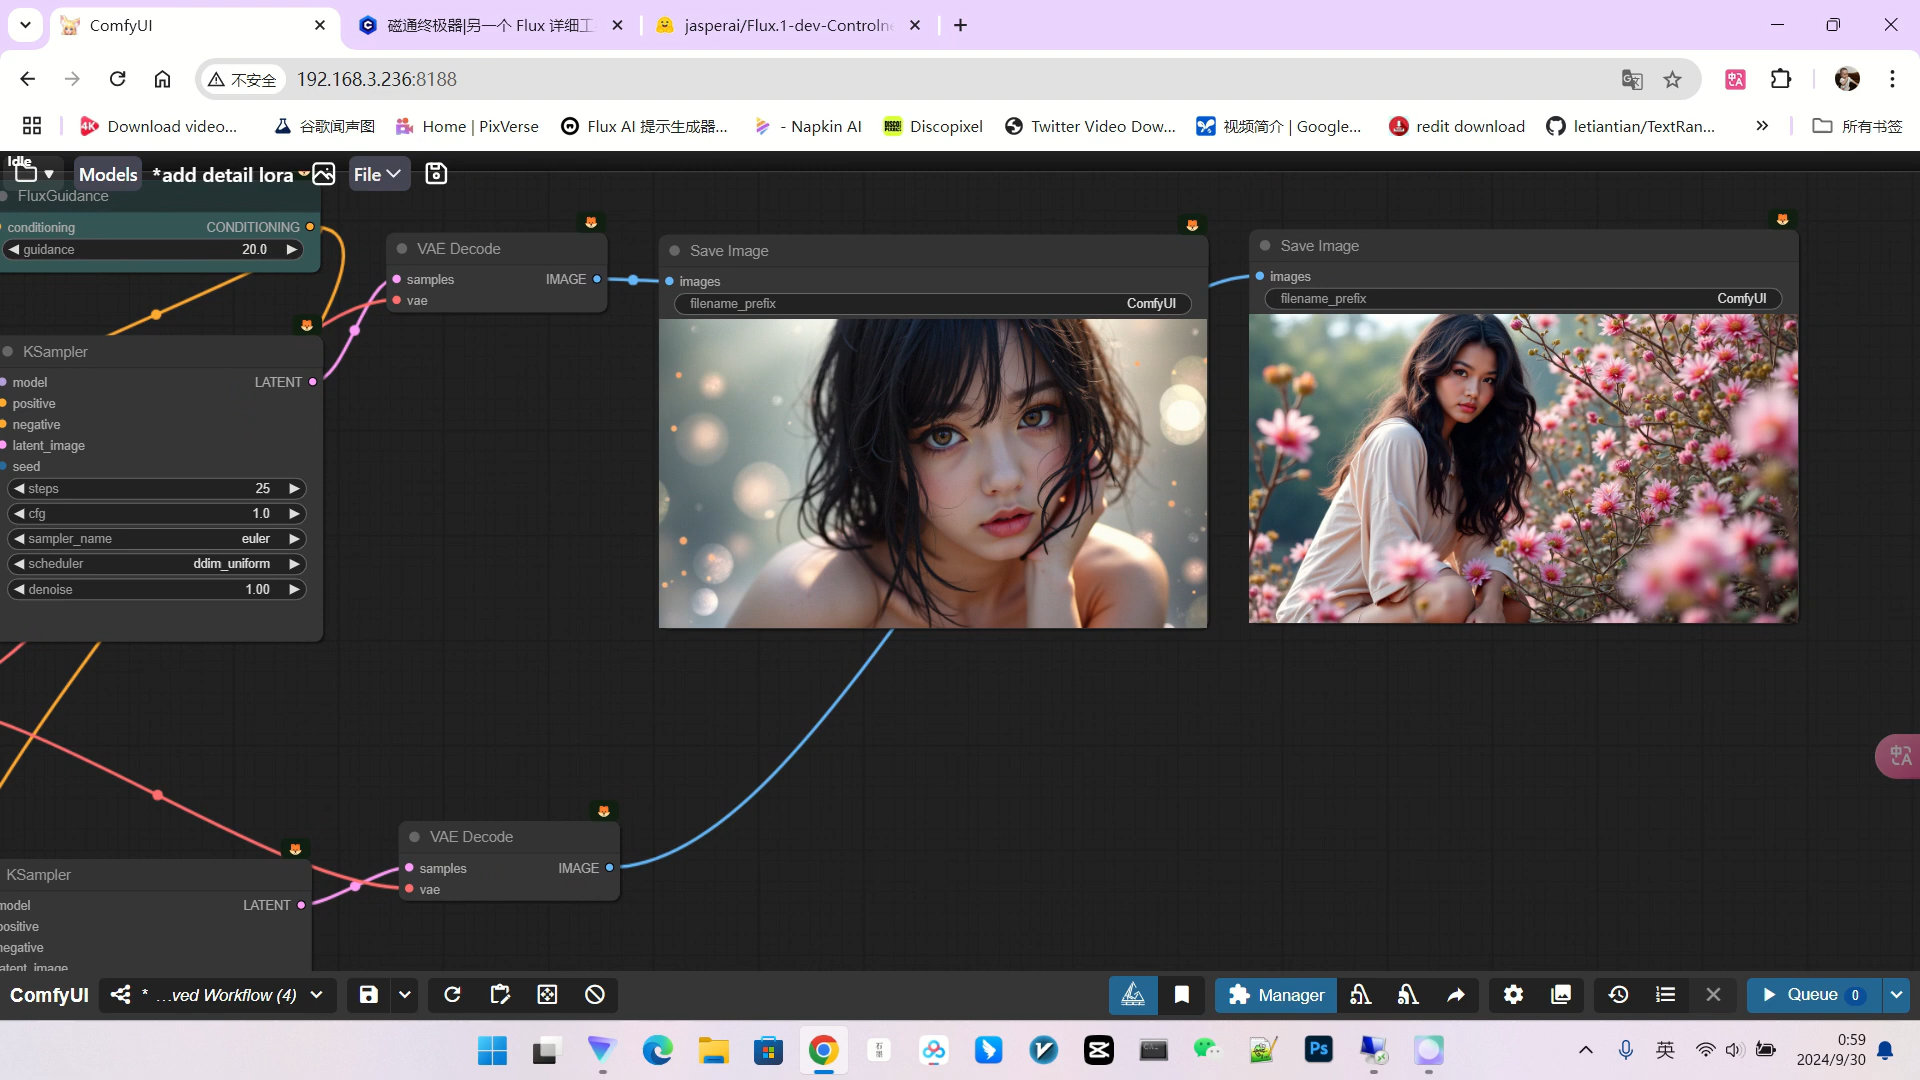 ComfyUI
磁通终极器|另一个 Flux 详细工
jasperai/Flux.1-dev-Controlne
不安全
192.168.3.236:8188
Download video...
谷歌闻声图
Home | PixVerse
Flux AI 提示生成器...
- Napkin AI
Discopixel
Twitter Video Dow...
视频简介 | Google...
redit download
letiantian/TextRan...
所有书签
Idle
Models
*add detail lora
File
FluxGuidance
conditioning
CONDITIONING
guidance
20.0
VAE Decode
samples
IMAGE
vae
Save Image
images
filename_prefix
ComfyUI
Save Image
images
filename_prefix
ComfyUI
KSampler
model
LATENT
positive
negative
latent_image
seed
steps
25
cfg
1.0
sampler_name
euler
scheduler
ddim_uniform
denoise
1.00
VAE Decode
samples
IMAGE
vae
KSampler
model
LATENT
positive
negative
latent_image
ComfyUI
* ...ved Workflow (4)
Manager
Queue 0
英
0:59
2024/9/30